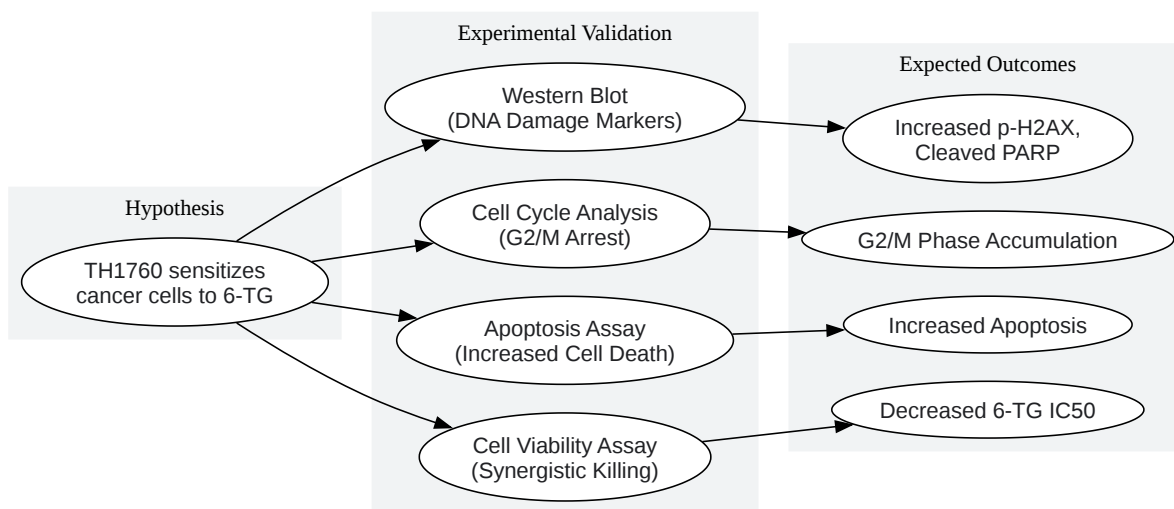 Hypothesis
TH1760 sensitizes
cancer cells to 6-TG
Experimental Validation
Western Blot
(DNA Damage Markers)
Cell Cycle Analysis
(G2/M Arrest)
Apoptosis Assay
(Increased Cell Death)
Cell Viability Assay
(Synergistic Killing)
Expected Outcomes
Increased p-H2AX,
Cleaved PARP
G2/M Phase Accumulation
Increased Apoptosis
Decreased 6-TG IC50